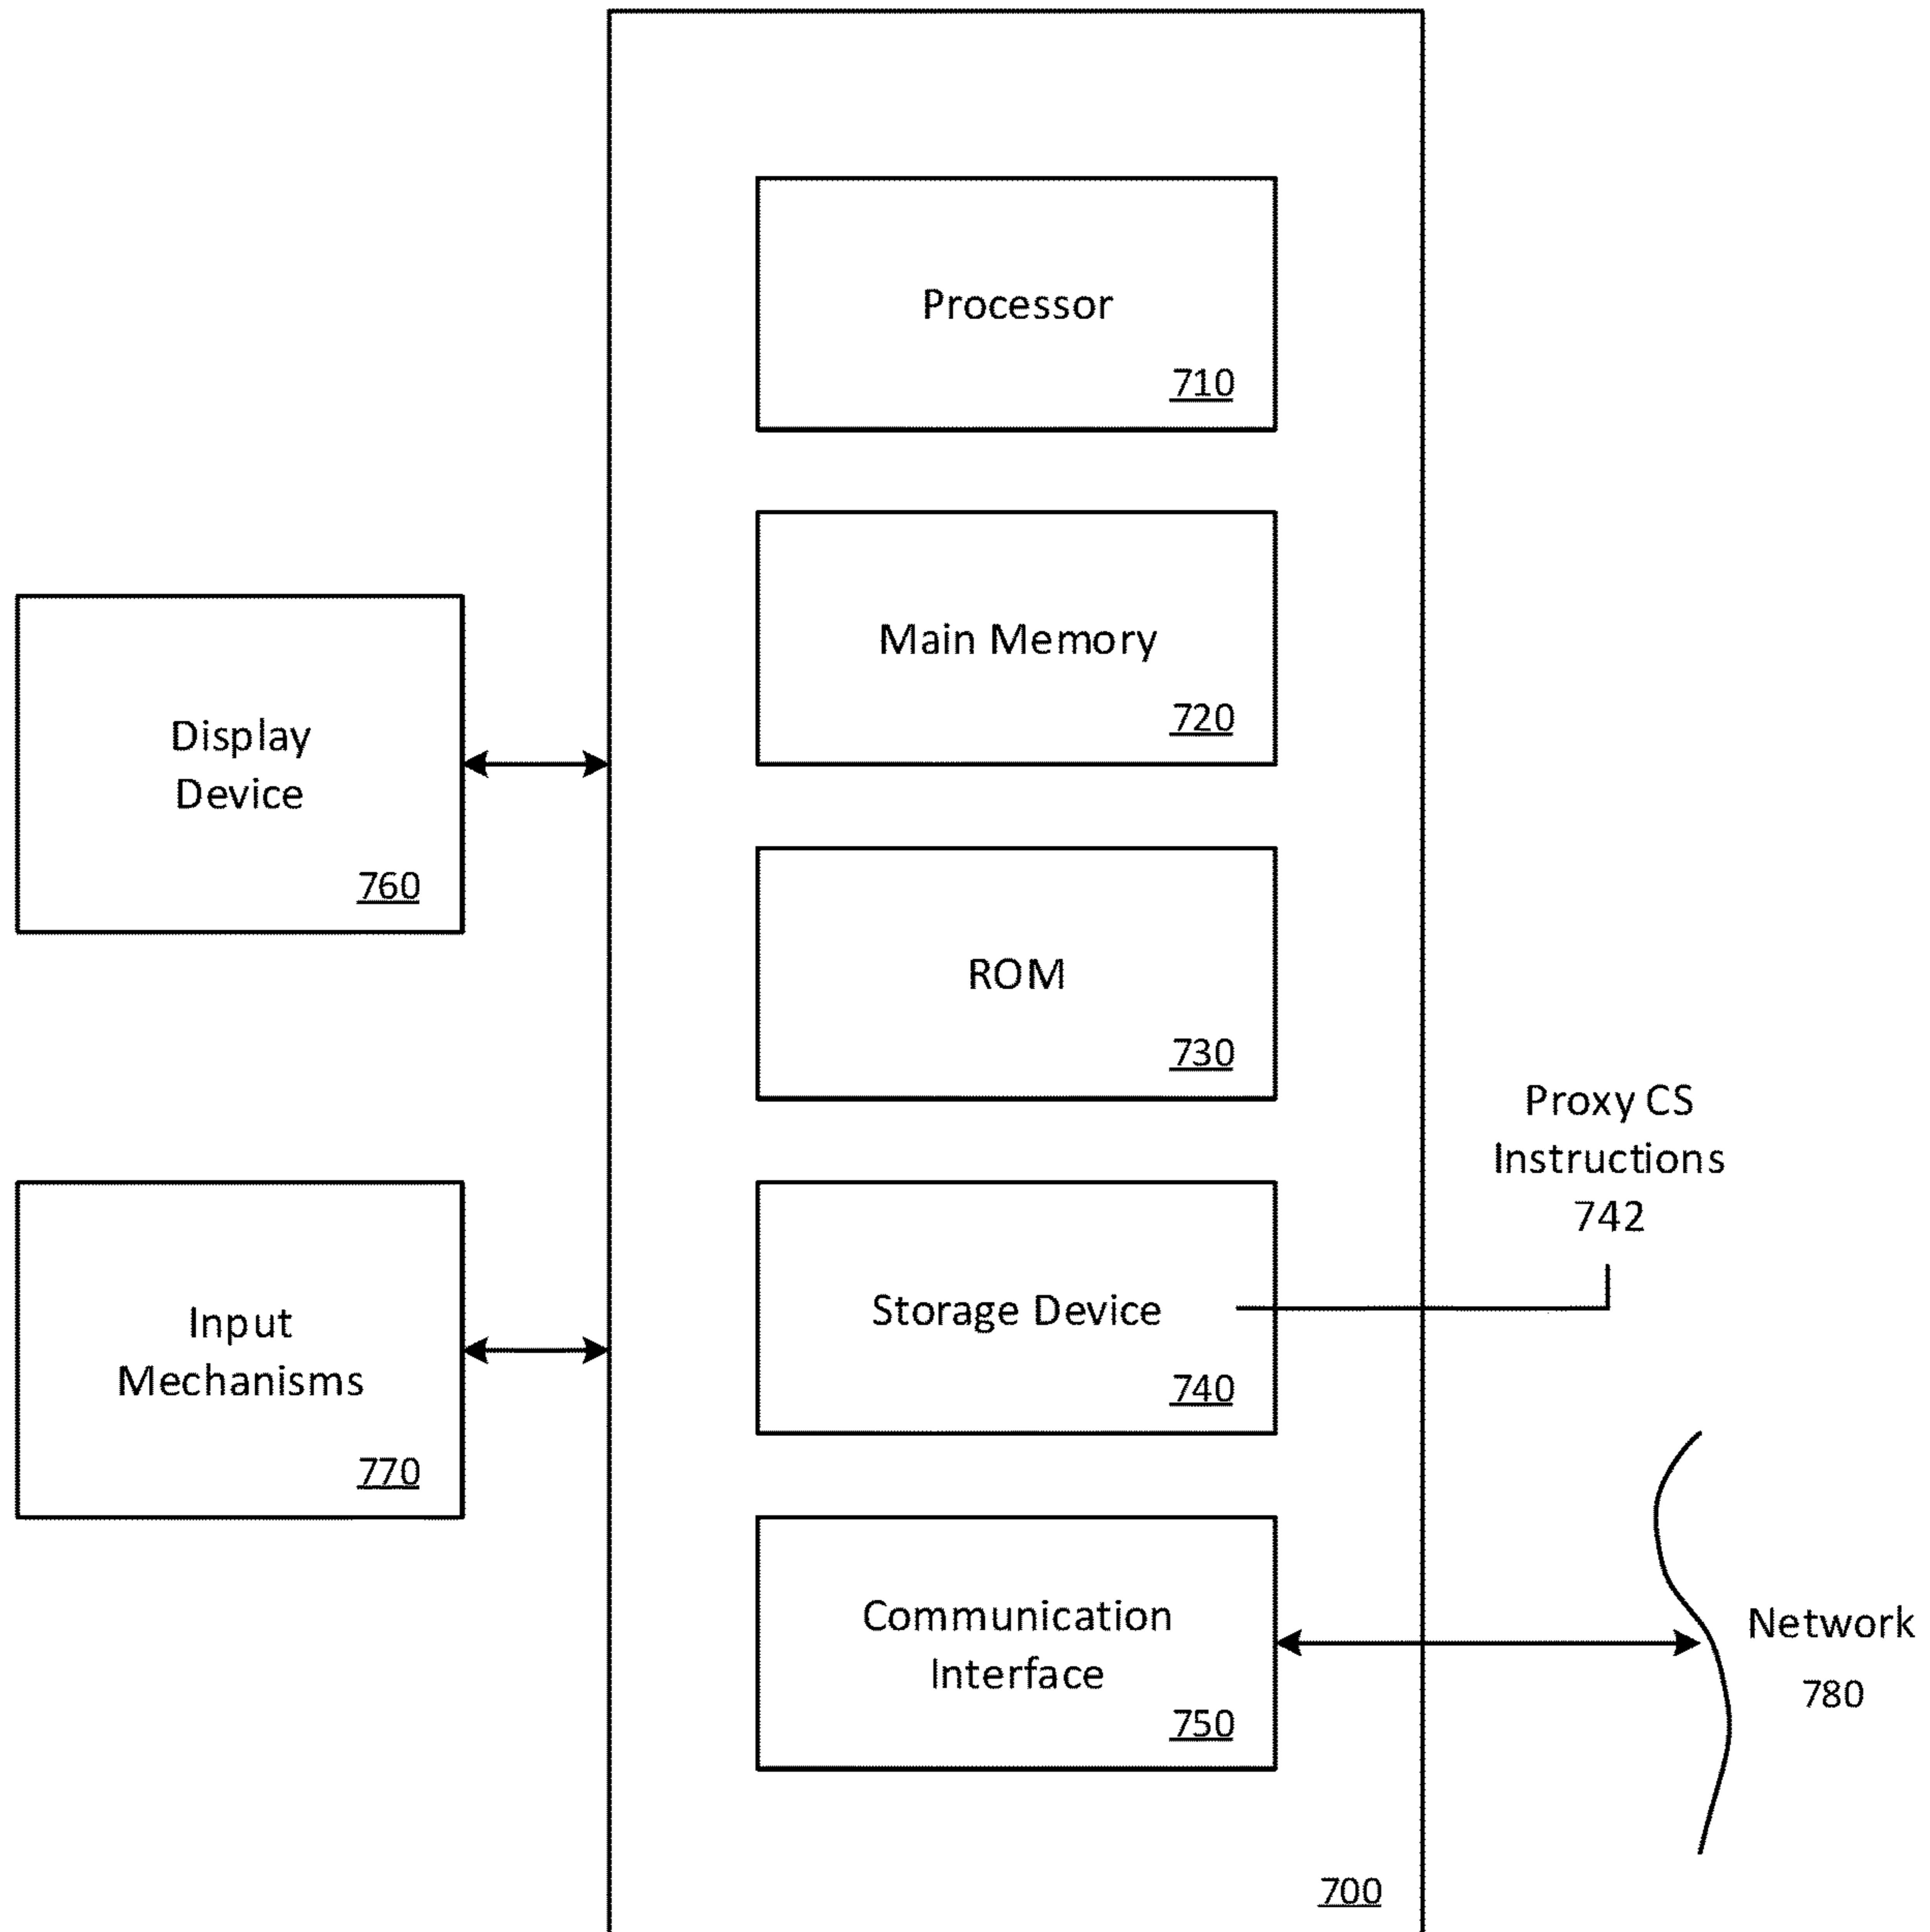 Processor
710
Main Memory
720
Display
Device
760
ROM
730
Proxy CS
Instructions
742
Input
Mechanisms
770
Storage Device
740
Communication
Interface
750
Network
780
700